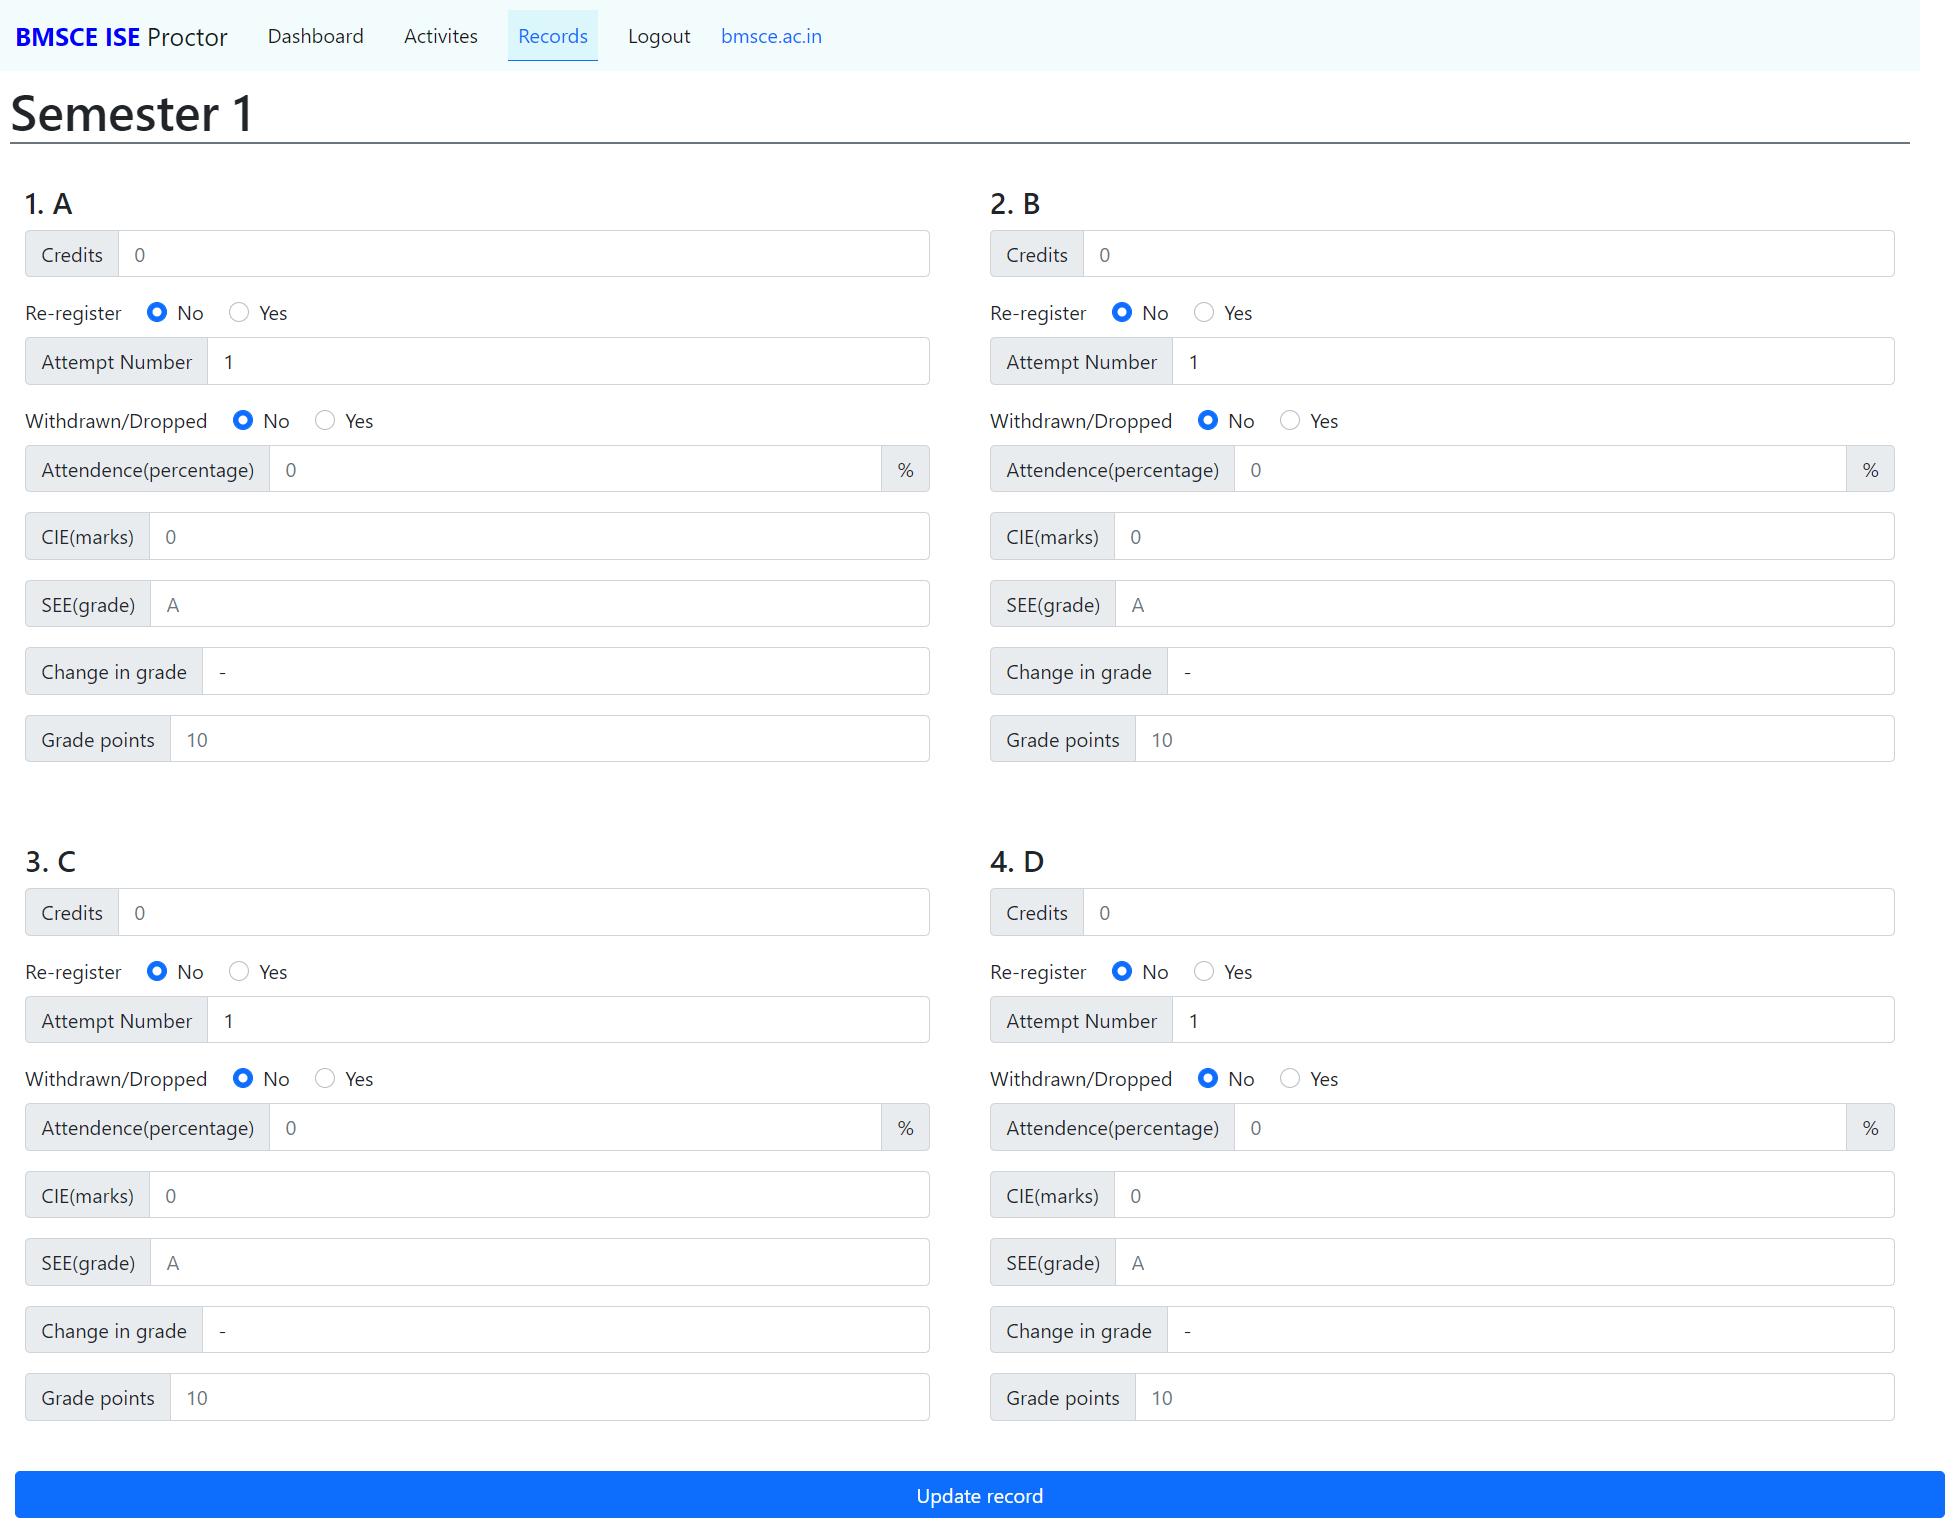 BMSCE ISE Proctor Dashboard Activites Records Logout bmsce.ac.in
Semester 1
1. A
Credits 0
Re-register No Yes
Attempt Number 1
Withdrawn/Dropped No Yes
Attendence(percentage) 0 %
CIE(marks) 0
SEE(grade) A
Change in grade -
Grade points 10
2. B
Credits 0
Re-register No Yes
Attempt Number 1
Withdrawn/Dropped No Yes
Attendence(percentage) 0 %
CIE(marks) 0
SEE(grade) A
Change in grade -
Grade points 10
3. C
Credits 0
Re-register No Yes
Attempt Number 1
Withdrawn/Dropped No Yes
Attendence(percentage) 0 %
CIE(marks) 0
SEE(grade) A
Change in grade -
Grade points 10
4. D
Credits 0
Re-register No Yes
Attempt Number 1
Withdrawn/Dropped No Yes
Attendence(percentage) 0 %
CIE(marks) 0
SEE(grade) A
Change in grade -
Grade points 10
Update record